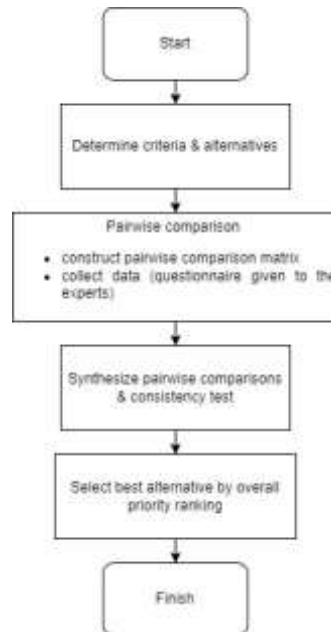 Start
Determine criteria & alternatives
Pairwise comparison
• construct pairwise comparison matrix
• collect data (questionnaire given to the
experts)
Synthesize pairwise comparisons
& consistency test
Select best alternative by overall
priority ranking
Finish